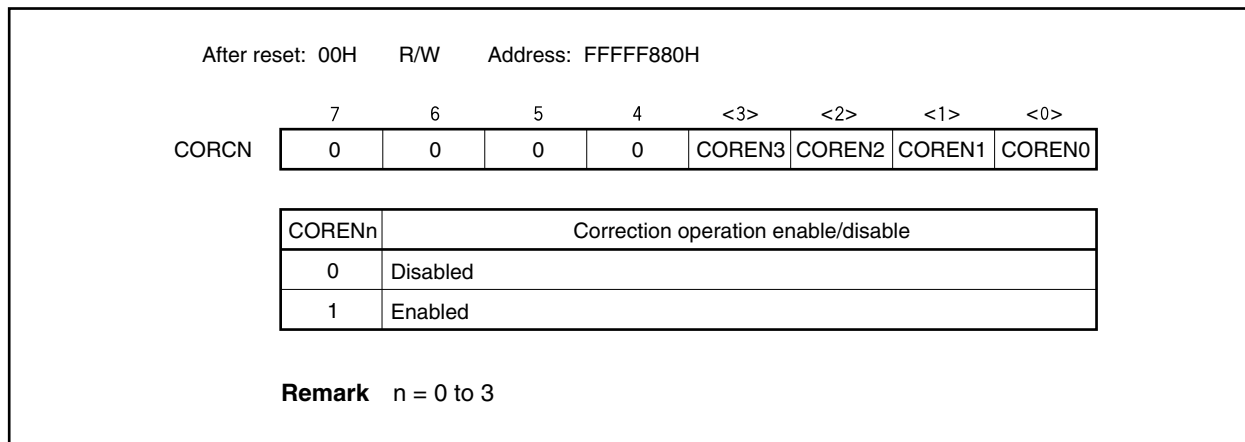 After reset: 00H R/W Address: FFFFF880H
7 6 5 4 <3> <2> <1> <0>
CORCN 0 0 0 0 COREN3 COREN2 COREN1 COREN0
CORENn Correction operation enable/disable
0 Disabled
1 Enabled
Remark n = 0 to 3